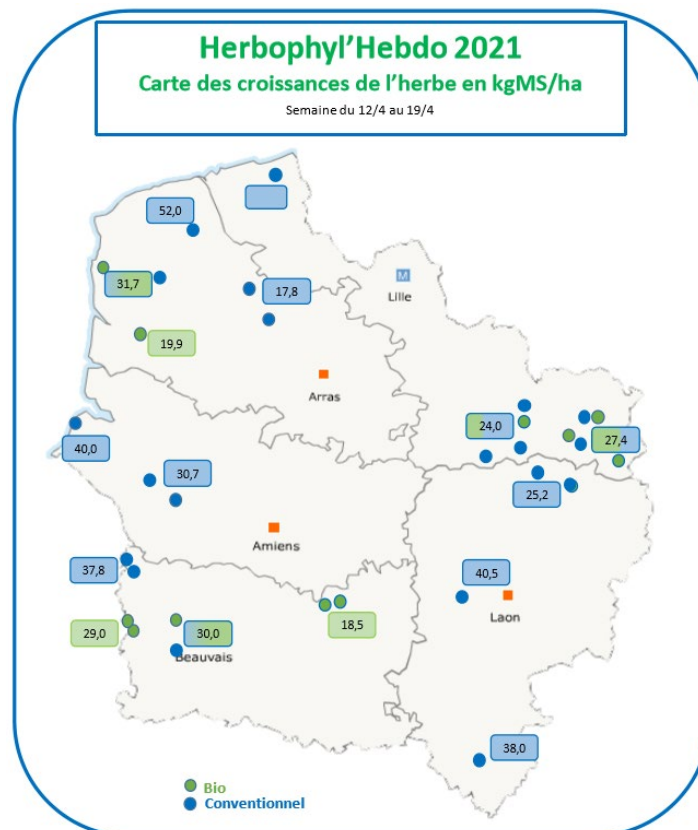 Herbophyl'Hebdo 2021
Carte des croissances de l'herbe en kgMS/ha
Semaine du 12/4 au 19/4
52,0
M
Lille
31,7
17,8
19,9
Arras
24,0
27,4
40,0
30,7
25,2
Amiens
37,8
40,5
Laon
29,0
30,0
18,5
Beauvais
38,0
Bio
Conventionnel